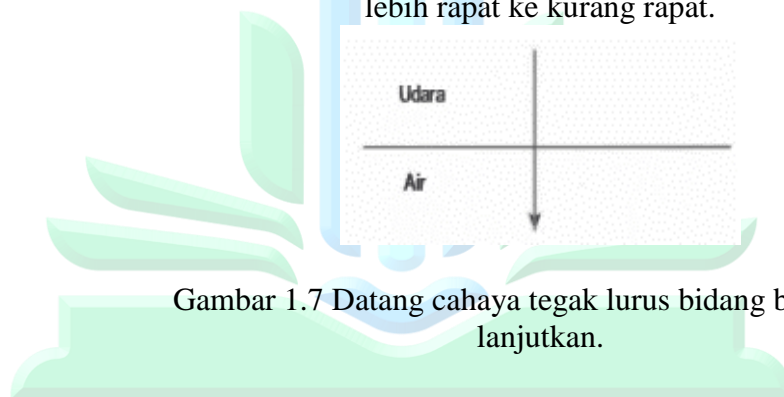 lebih rapat ke kurang rapat.
Udara
Air
Gambar 1.7 Datang cahaya tegak lurus bidang b
lanjutkan.